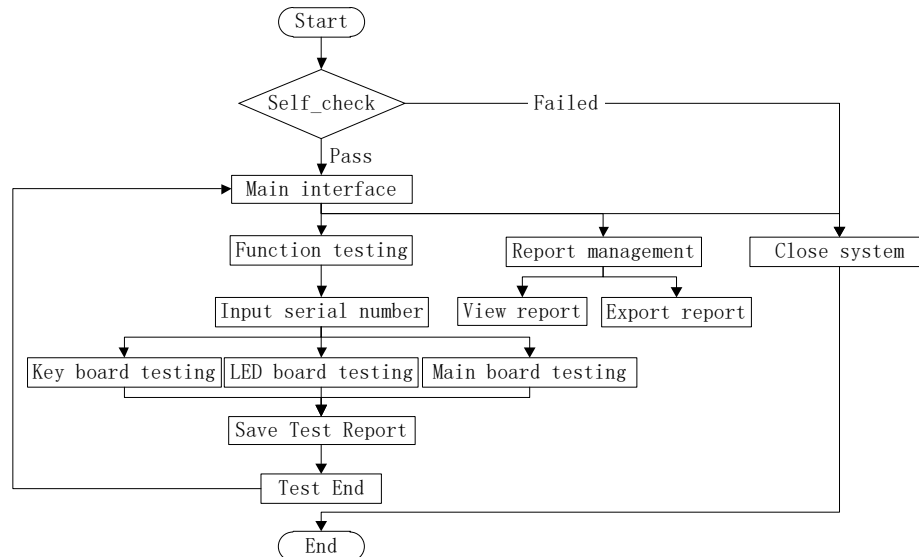 Start
Self_check
Failed
Pass
Main interface
Function testing
Report management
Close system
Input serial number
View report
Export report
Key board testing
LED board testing
Main board testing
Save Test Report
Test End
End